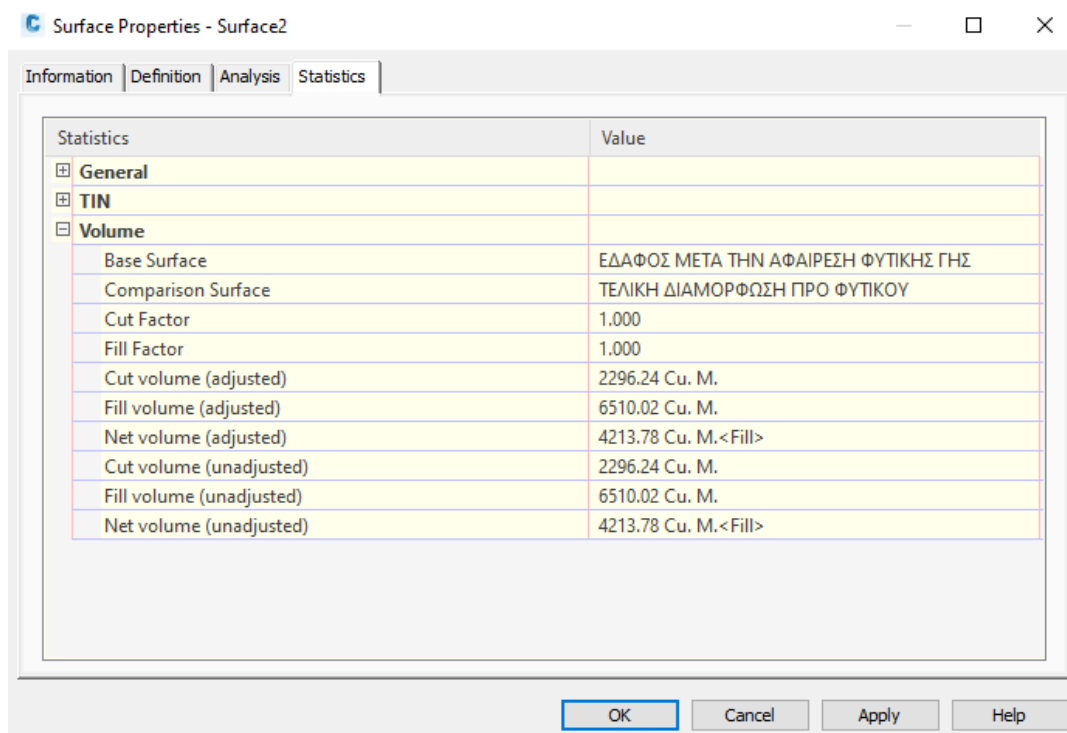 Surface Properties - Surface2
Information Definition Analysis Statistics
Statistics Value
General
TIN
Volume
Base Surface ΕΔΑΦΟΣ ΜΕΤΑ ΤΗΝ ΑΦΑΙΡΕΣΗ ΦΥΤΙΚΗΣ ΓΗΣ
Comparison Surface ΤΕΛΙΚΗ ΔΙΑΜΟΡΦΩΣΗ ΠΡΟ ΦΥΤΙΚΟΥ
Cut Factor 1.000
Fill Factor 1.000
Cut volume (adjusted) 2296.24 Cu. M.
Fill volume (adjusted) 6510.02 Cu. M.
Net volume (adjusted) 4213.78 Cu. M.<Fill>
Cut volume (unadjusted) 2296.24 Cu. M.
Fill volume (unadjusted) 6510.02 Cu. M.
Net volume (unadjusted) 4213.78 Cu. M.<Fill>
OK Cancel Apply Help